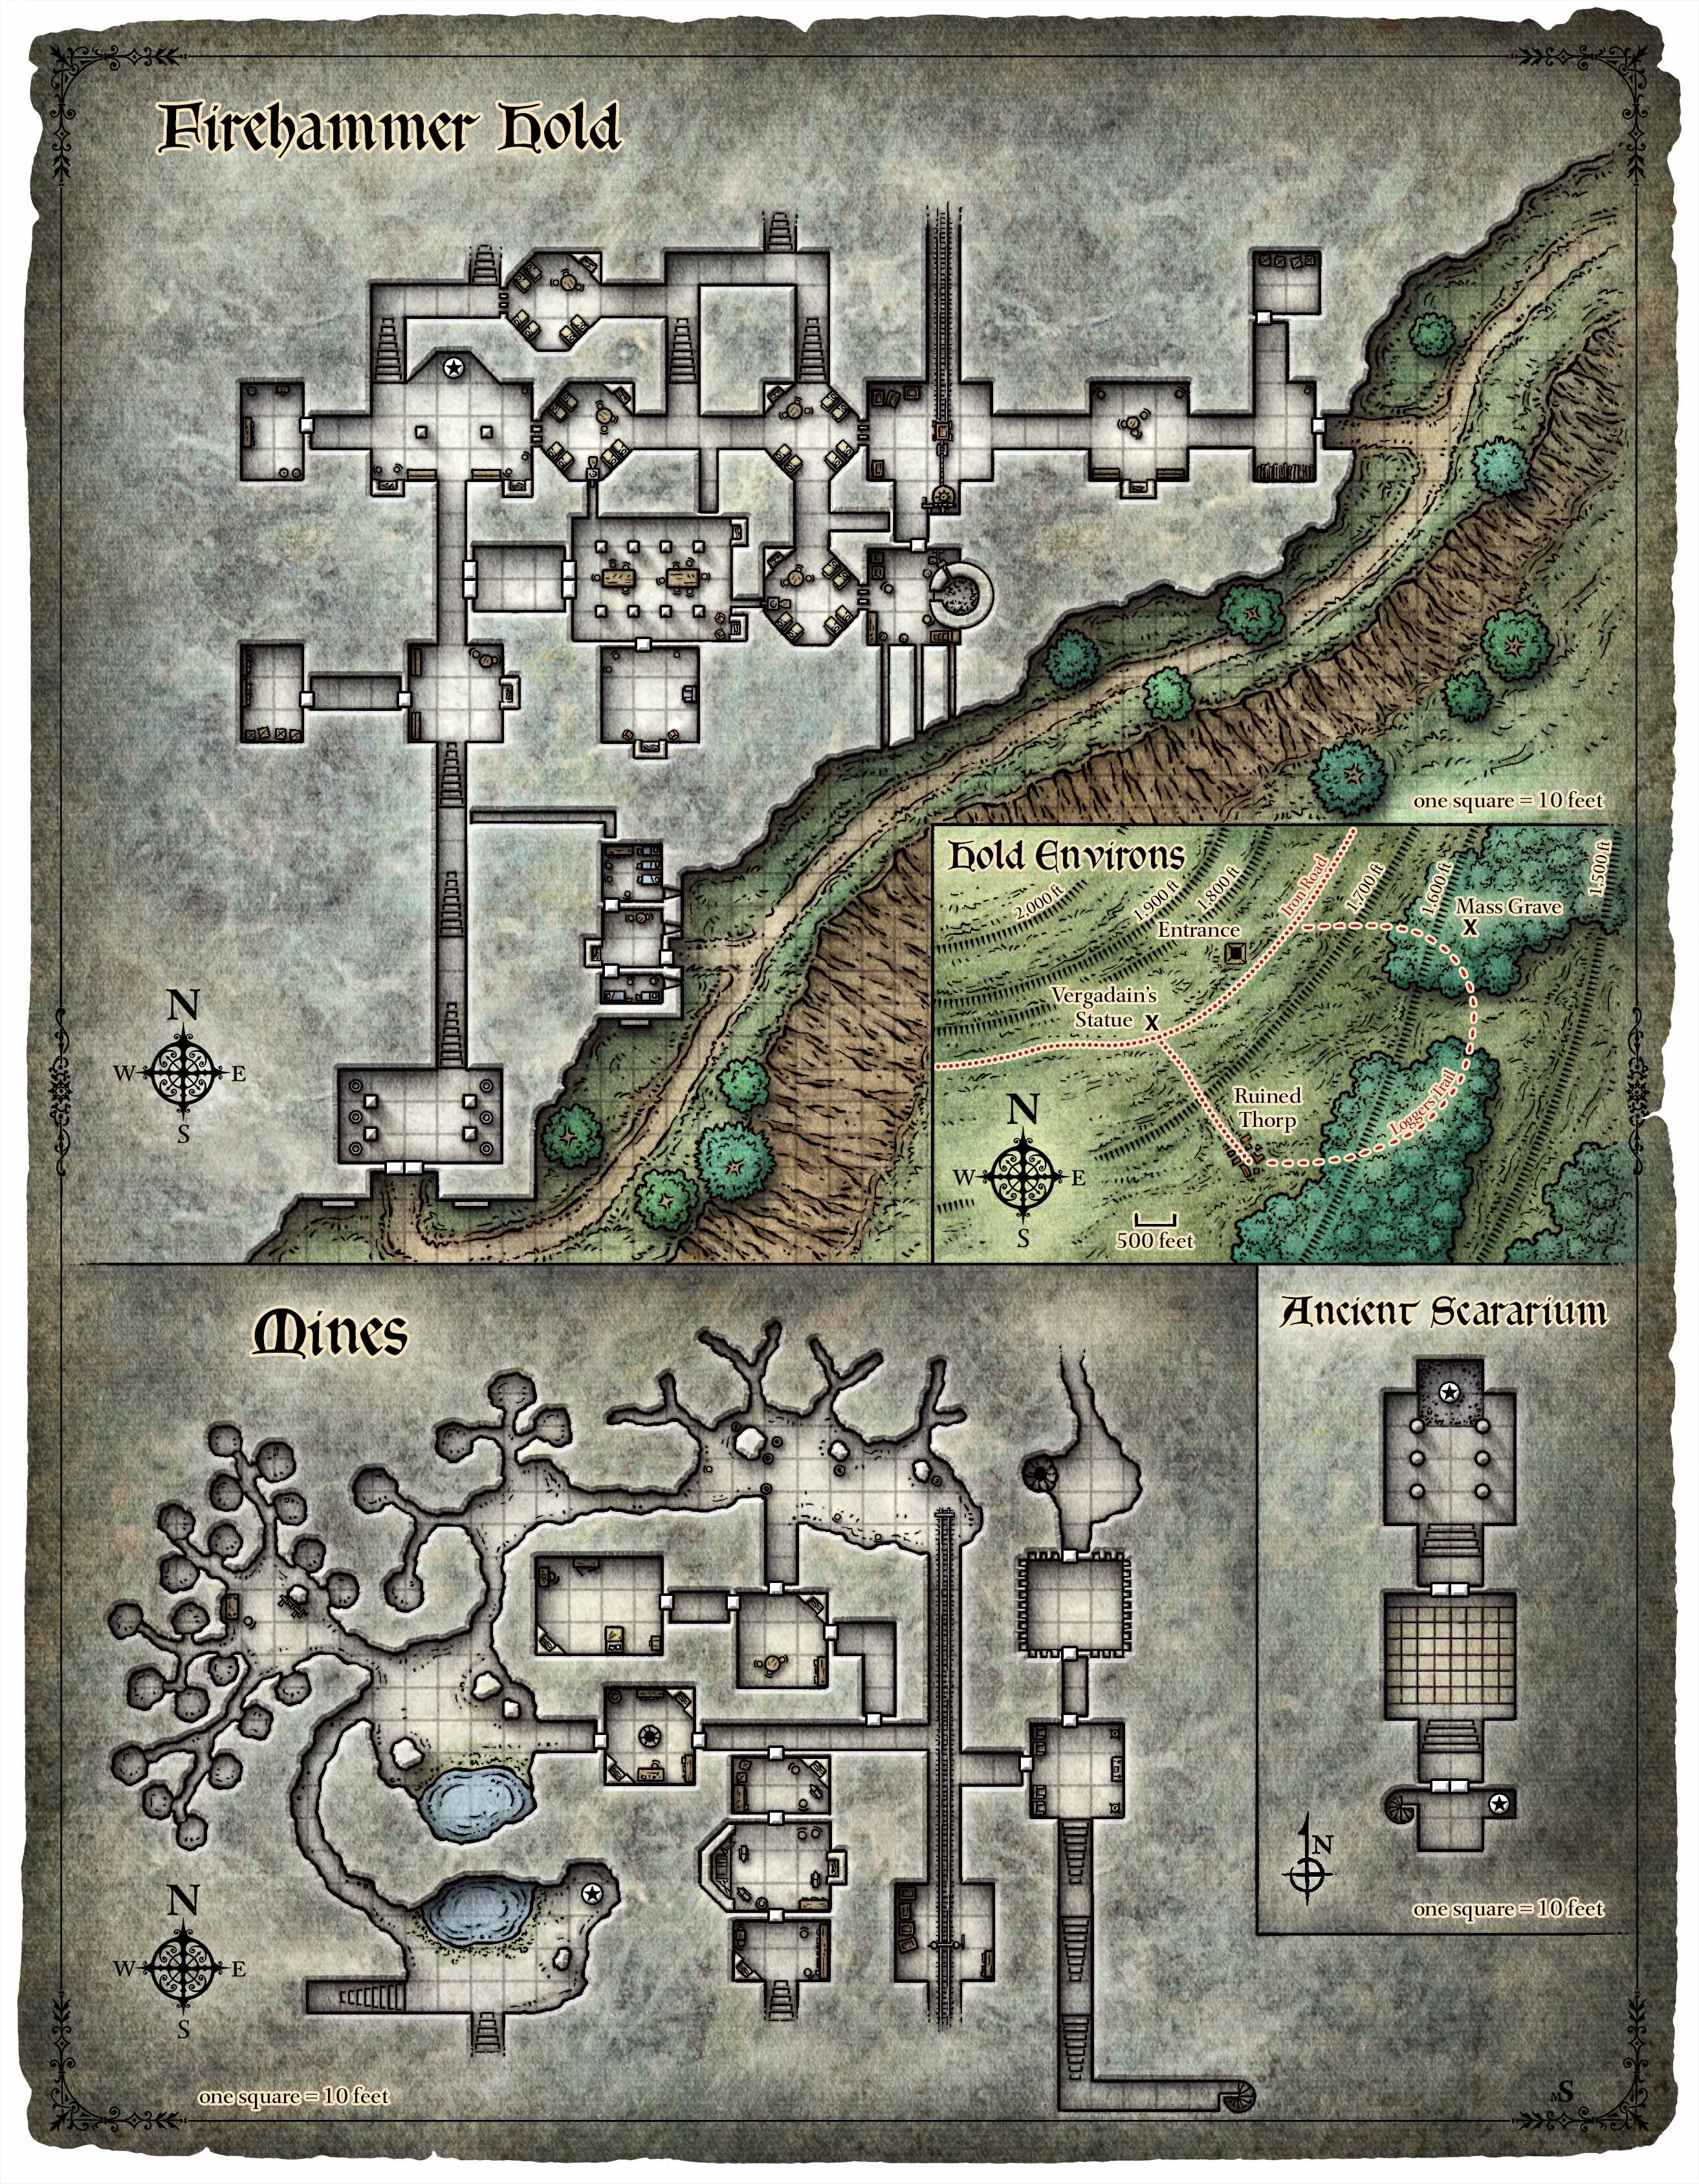 Firehammer Hold
N
W E
S
one square = 10 feet
Hold Environs
2,000 ft
1,900 ft
1,800 ft
Iron Road
1,700 ft
1,600 ft
1,500 ft
Mass Grave
X
Entrance
Vergadain's
Statue X
Ruined
Thorp
Loggers Trail
N
W E
S
500 feet
Mines
N
W E
S
one square = 10 feet
Ancient Scararium
N
one square = 10 feet
MS